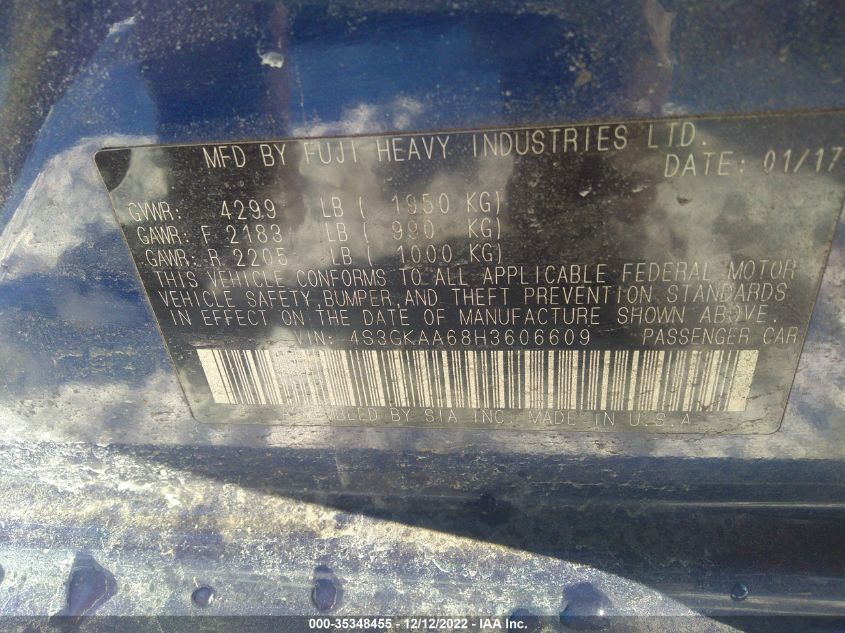 MFD BY FUJI HEAVY INDUSTRIES LTD.
DATE: 01/17
GVWR: 4299 LB ( 1950 KG)
GAWR: F 2183 LB ( 990 KG)
GAWR: R 2205 LB ( 1000 KG)
THIS VEHICLE CONFORMS TO ALL APPLICABLE FEDERAL MOTOR
VEHICLE SAFETY, BUMPER, AND THEFT PREVENTION STANDARDS
IN EFFECT ON THE DATE OF MANUFACTURE SHOWN ABOVE.
VIN: 4S3GKAA68H3606609 PASSENGER CAR
BY SIA INC. MADE IN U.S.A
000-35348455 - 12/12/2022 - IAA Inc.